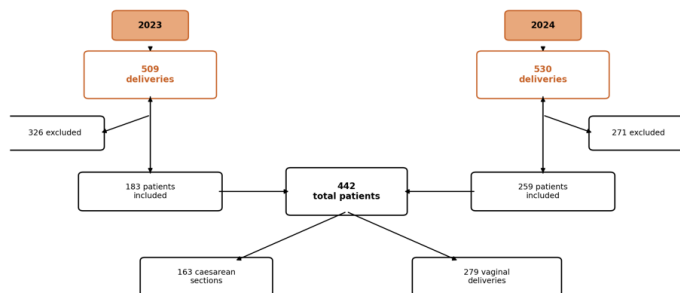 2023
2024
509
deliveries
530
deliveries
326 excluded
271 excluded
183 patients
included
442
total patients
259 patients
included
163 caesarean
sections
279 vaginal
deliveries